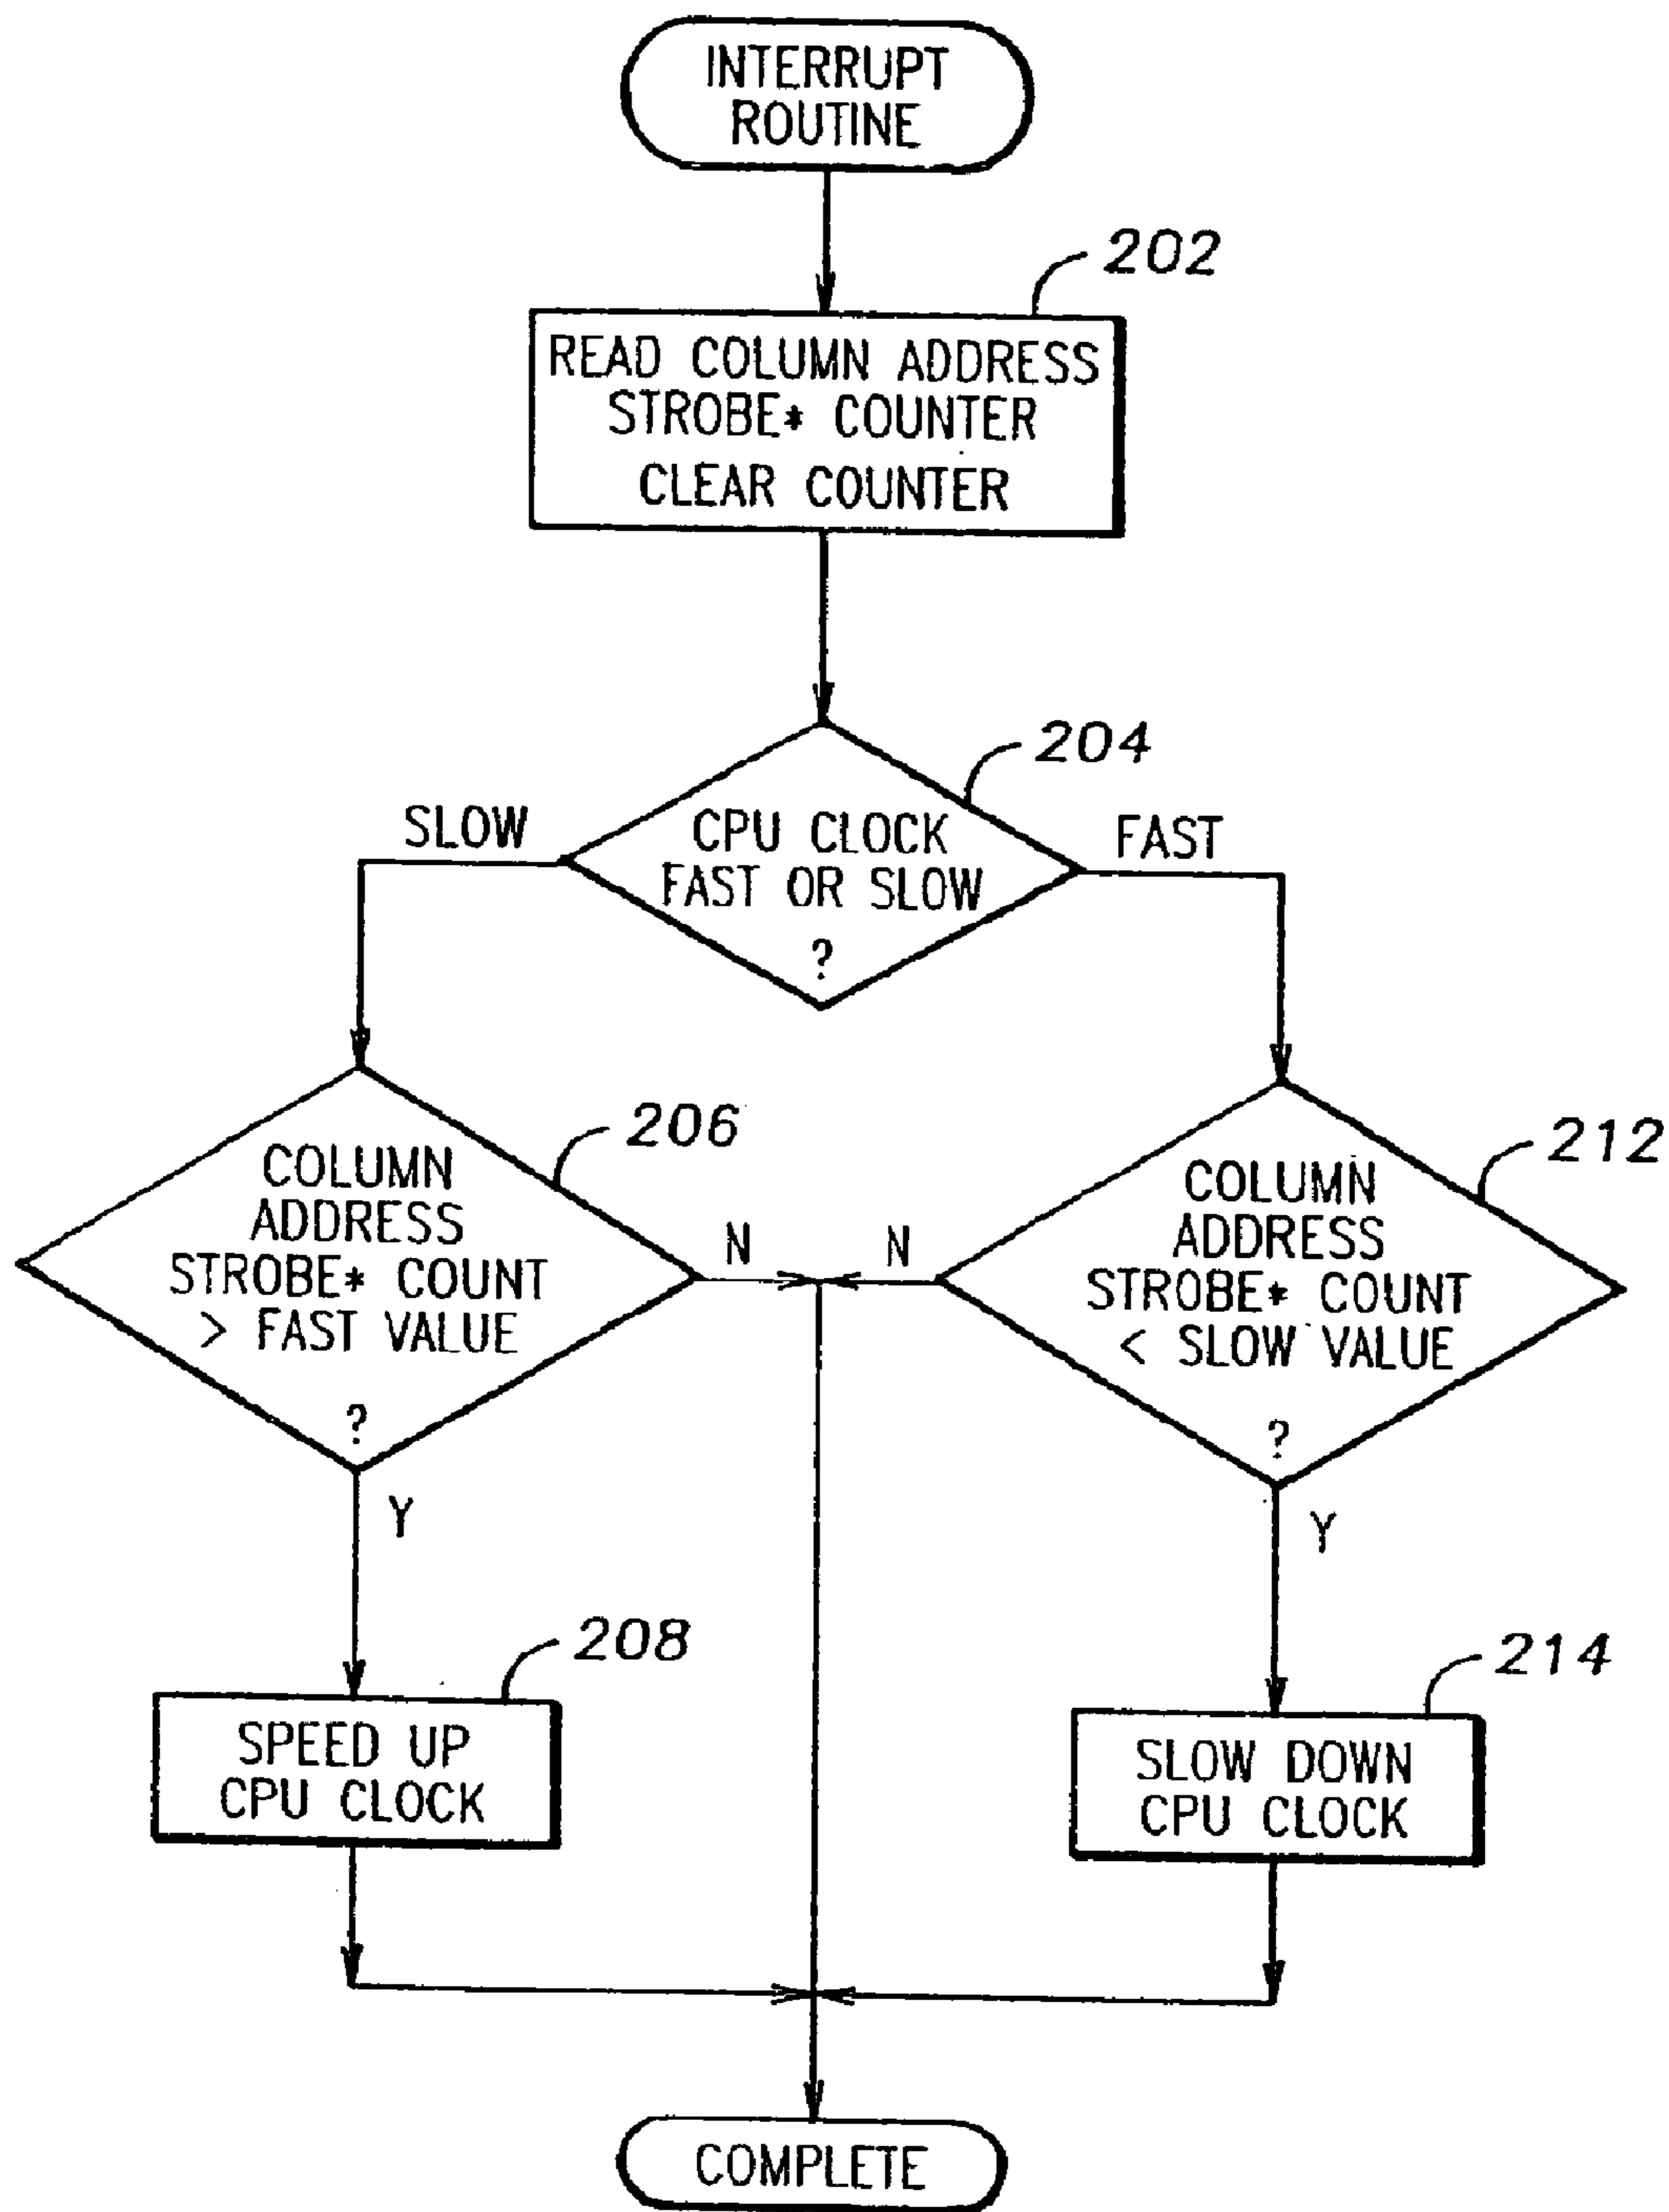 INTERRUPT
ROUTINE
202
READ COLUMN ADDRESS
STROBE* COUNTER
CLEAR COUNTER
204
SLOW
CPU CLOCK
FAST OR SLOW
?
FAST
206
COLUMN
ADDRESS
STROBE* COUNT
> FAST VALUE
?
N
N
212
COLUMN
ADDRESS
STROBE* COUNT
< SLOW VALUE
?
Y
Y
208
SPEED UP
CPU CLOCK
214
SLOW DOWN
CPU CLOCK
COMPLETE